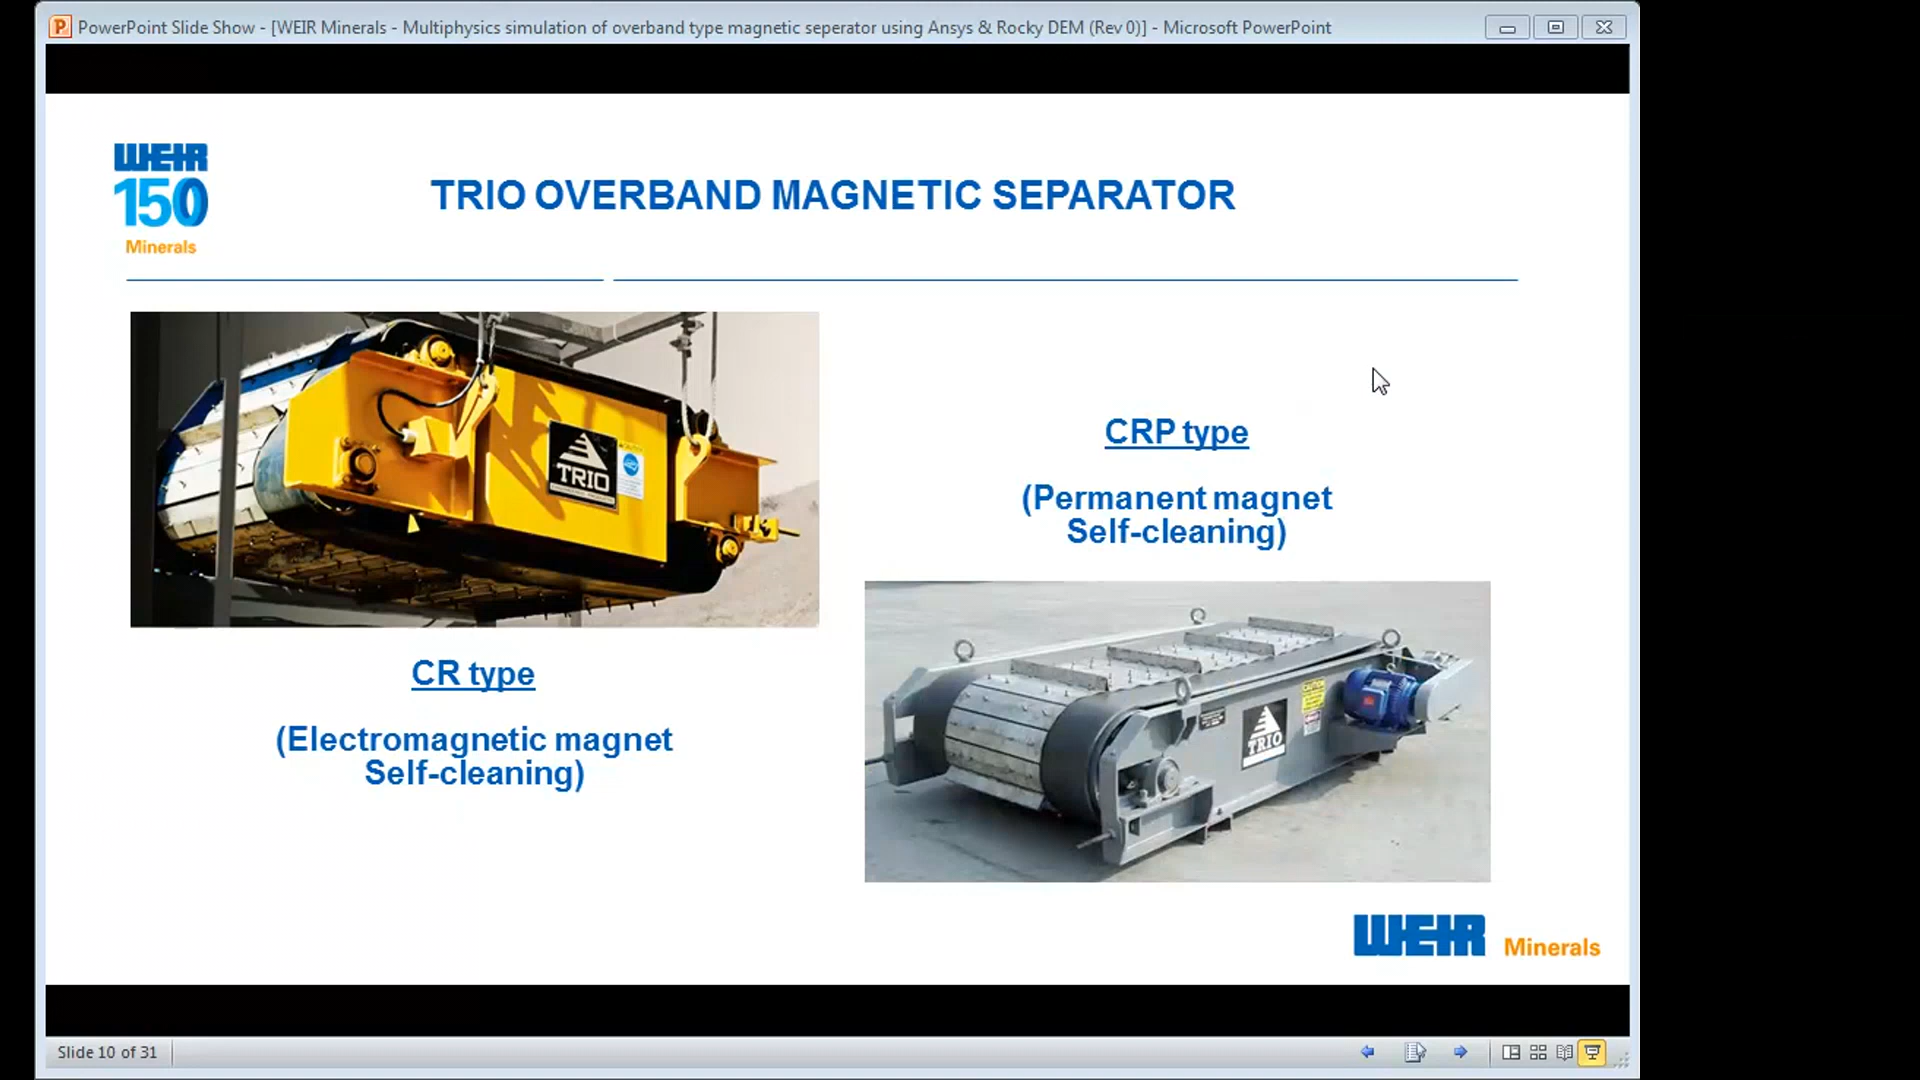 PowerPoint Slide Show - [WEIR Minerals - Multiphysics simulation of overband type magnetic seperator using Ansys & Rocky DEM (Rev 0)] - Microsoft PowerPoint
WEIR
150
Minerals
TRIO OVERBAND MAGNETIC SEPARATOR
TRIO
CRP type
(Permanent magnet
Self-cleaning)
CR type
(Electromagnetic magnet
Self-cleaning)
CAUTION
TRIO
WEIR Minerals
Slide 10 of 31